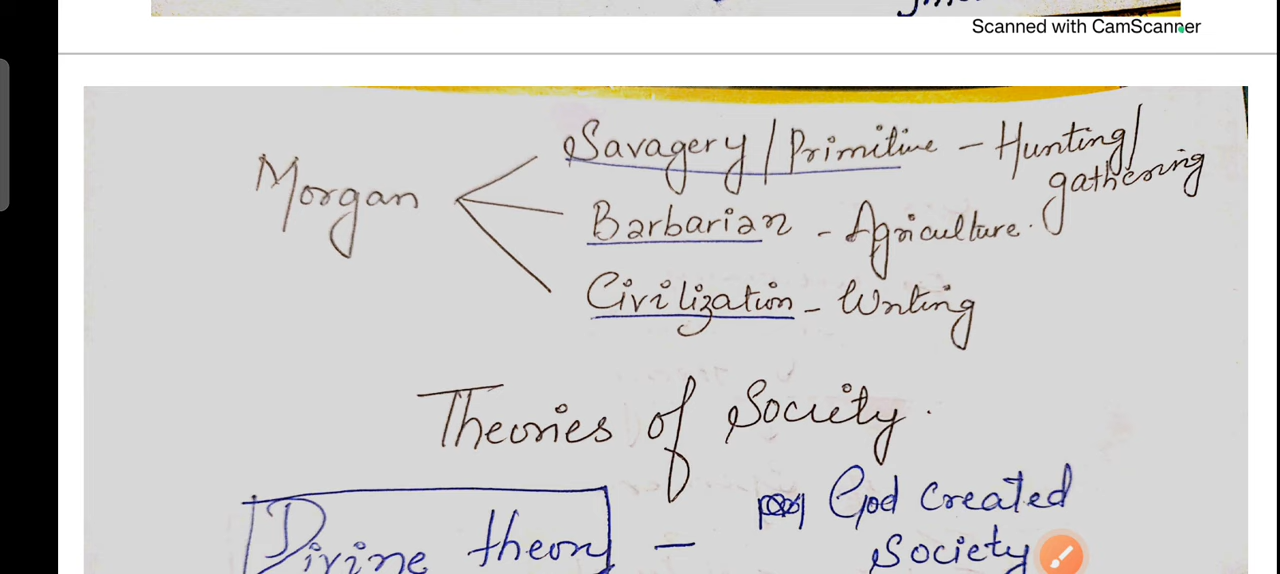 Scanned with CamScanner
Savagery / Primitive - Hunting/
gathering
Morgan
Barbarian - Agriculture.
Civilization - Writing
Theories of Society.
God Created
Divine theory -
Society